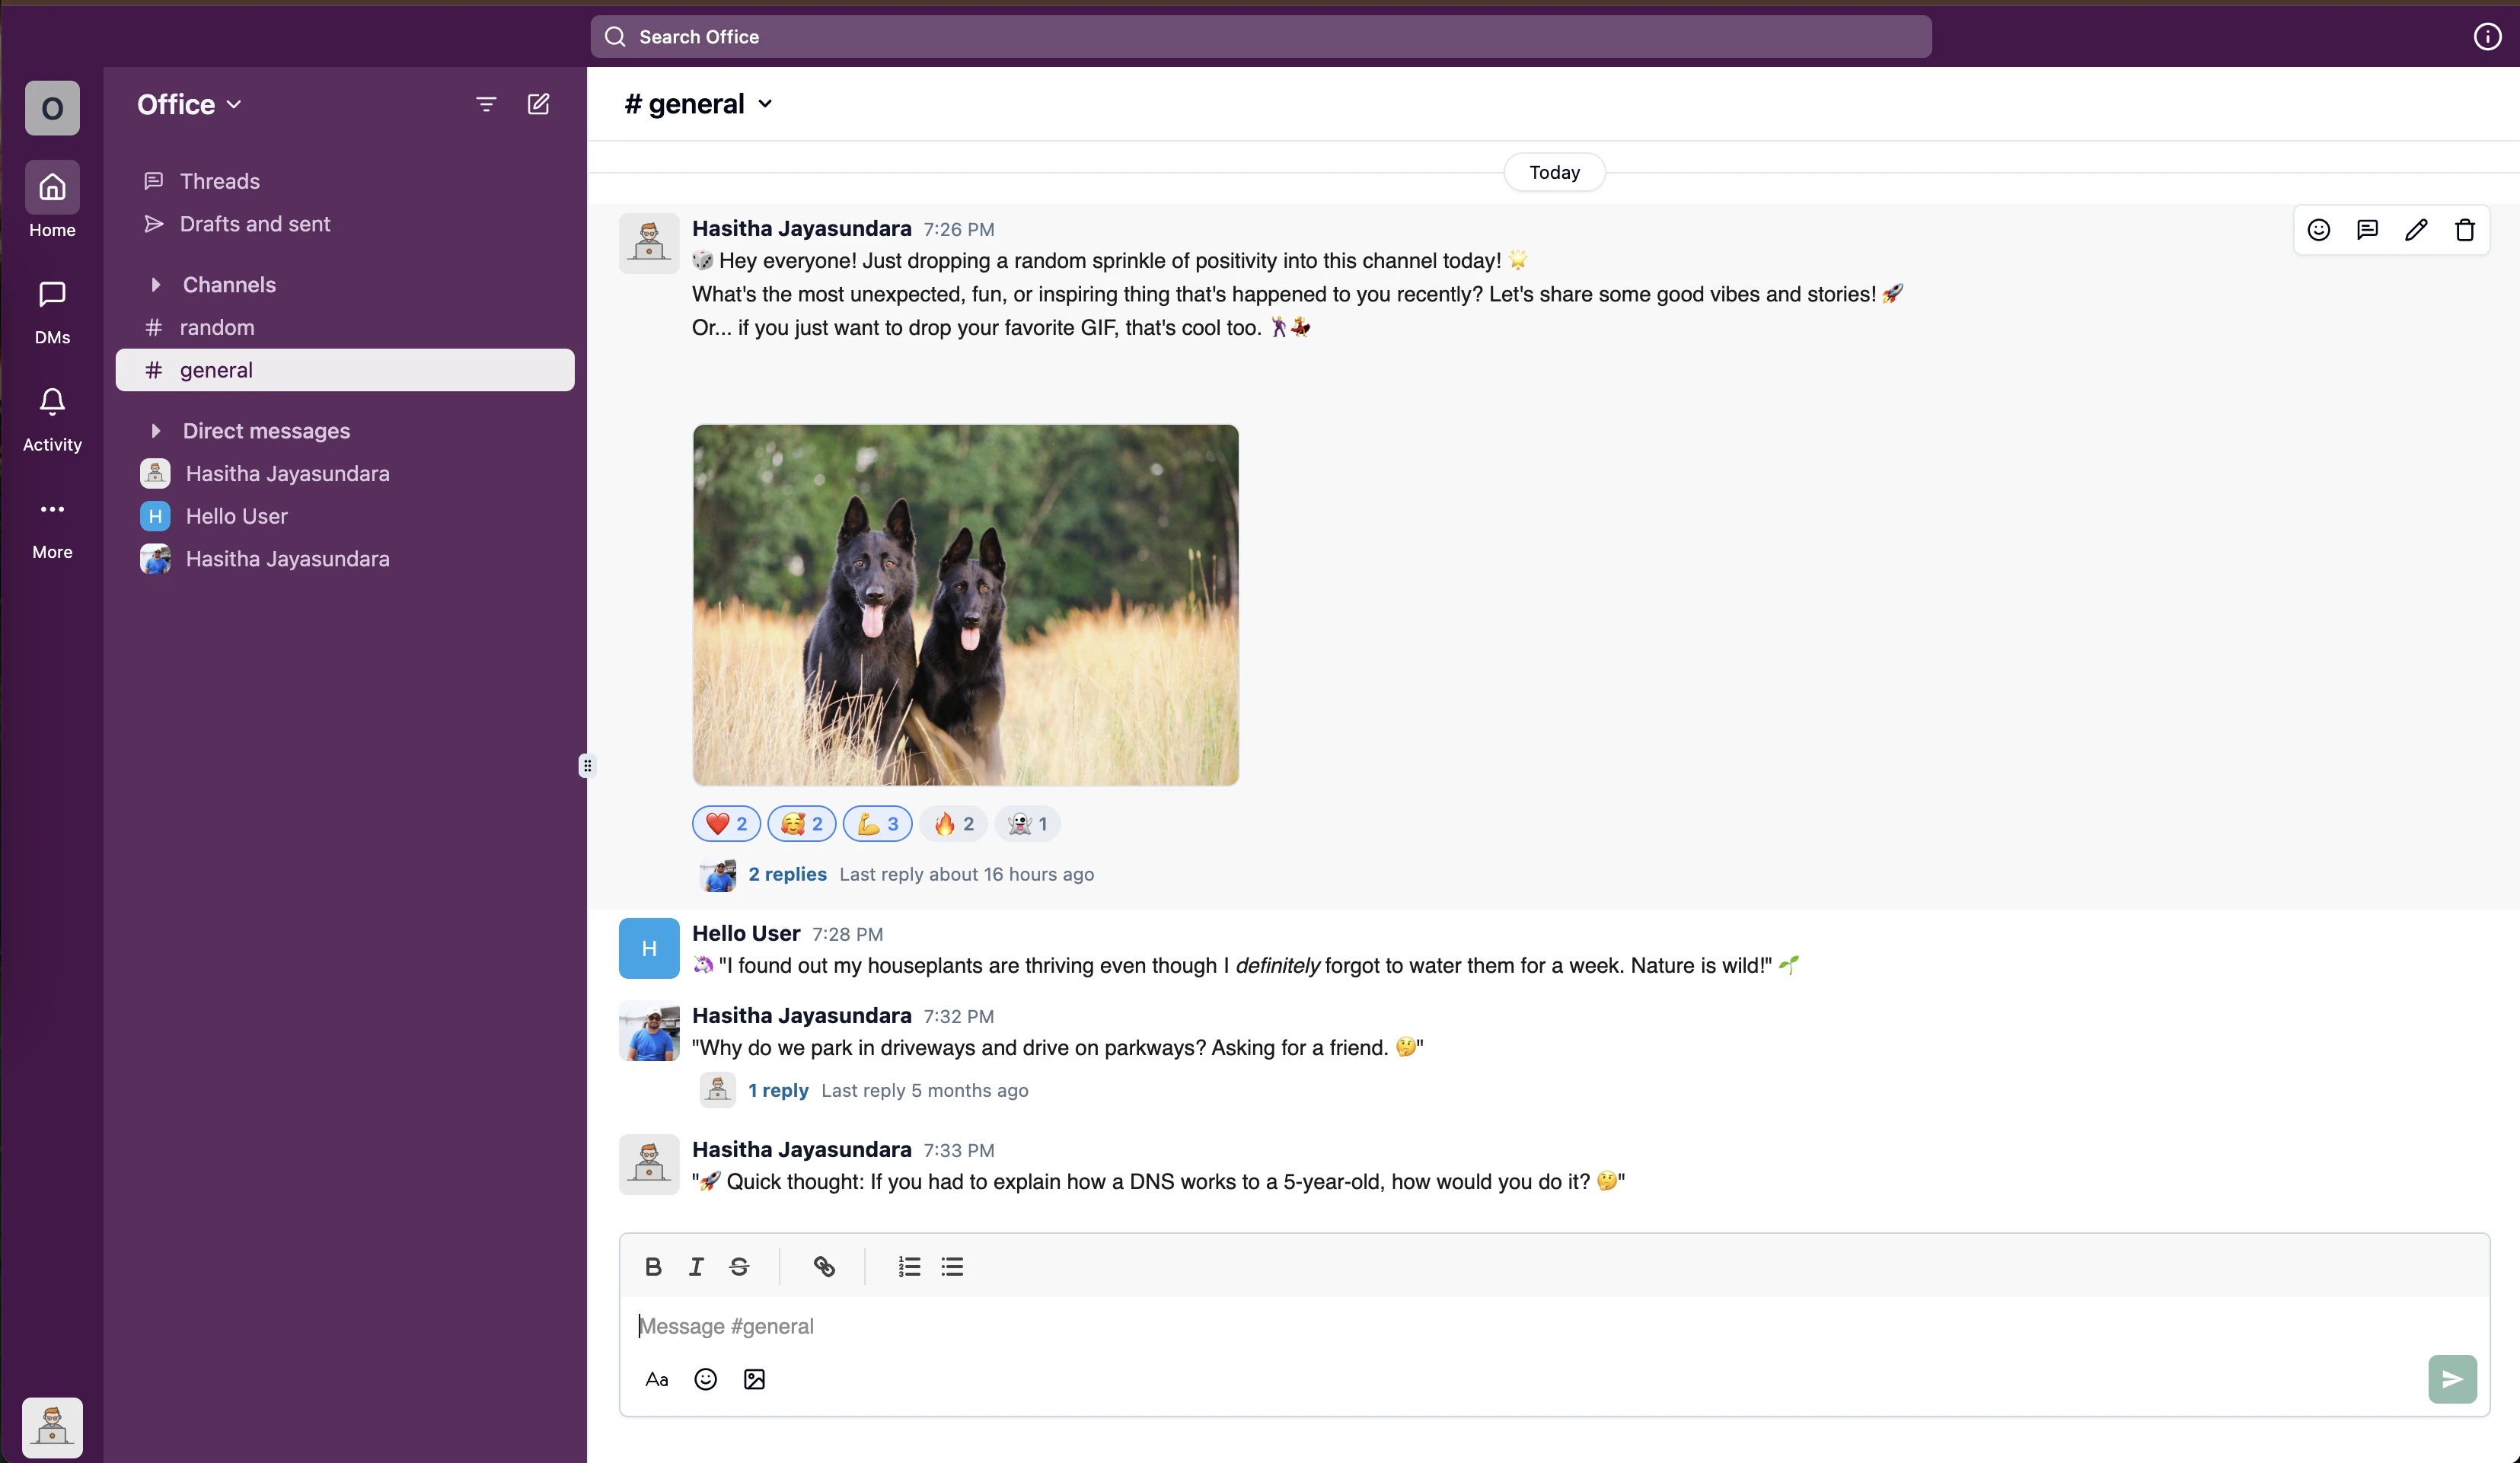 Search Office
O
Home
DMs
Activity
More
Office
Threads
Drafts and sent
Channels
# random
# general
Direct messages
Hasitha Jayasundara
H Hello User
Hasitha Jayasundara
# general
Today
Hasitha Jayasundara 7:26 PM
🎲 Hey everyone! Just dropping a random sprinkle of positivity into this channel today! 🌟
What's the most unexpected, fun, or inspiring thing that's happened to you recently? Let's share some good vibes and stories! 🚀
Or... if you just want to drop your favorite GIF, that's cool too. 🕺💃
❤️ 2 🥰 2 💪 3 🔥 2 👻 1
2 replies Last reply about 16 hours ago
H
Hello User 7:28 PM
🦄 "I found out my houseplants are thriving even though I definitely forgot to water them for a week. Nature is wild!" 🌱
Hasitha Jayasundara 7:32 PM
"Why do we park in driveways and drive on parkways? Asking for a friend. 🤔"
1 reply Last reply 5 months ago
Hasitha Jayasundara 7:33 PM
"🚀 Quick thought: If you had to explain how a DNS works to a 5-year-old, how would you do it? 🤔"
B I S
Message #general
Aa